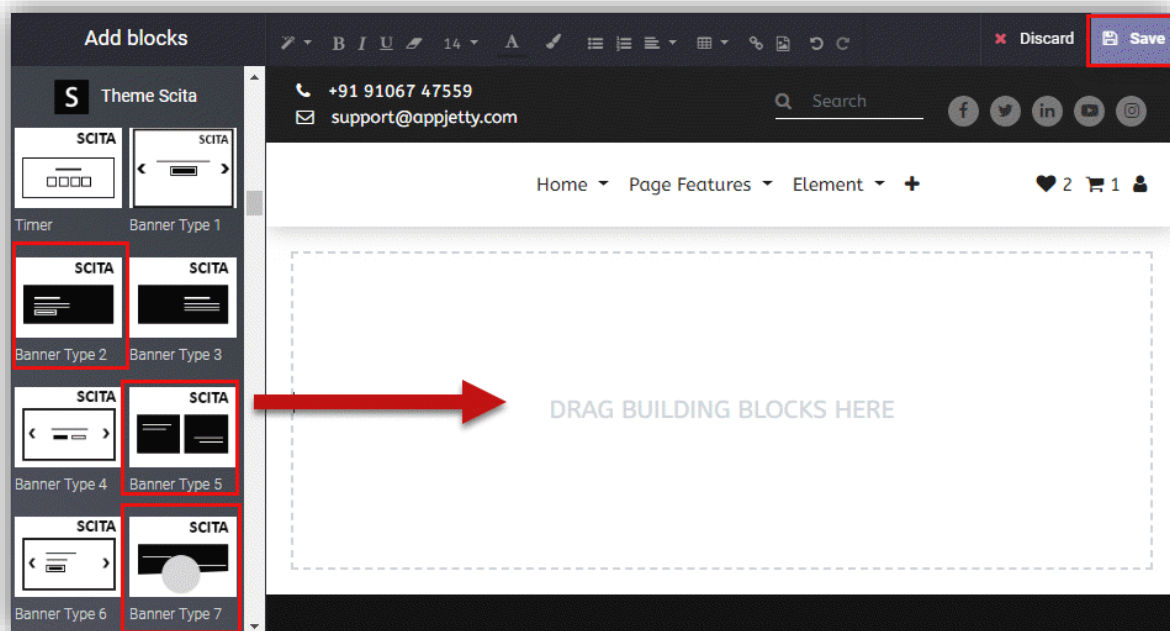 Add blocks
B I U 14 A
Discard Save
S Theme Scita
SCITA SCITA
Timer Banner Type 1
SCITA SCITA
Banner Type 2 Banner Type 3
SCITA SCITA
Banner Type 4 Banner Type 5
SCITA SCITA
Banner Type 6 Banner Type 7
+91 91067 47559
support@appjetty.com
Search
Home Page Features Element
2 1
DRAG BUILDING BLOCKS HERE